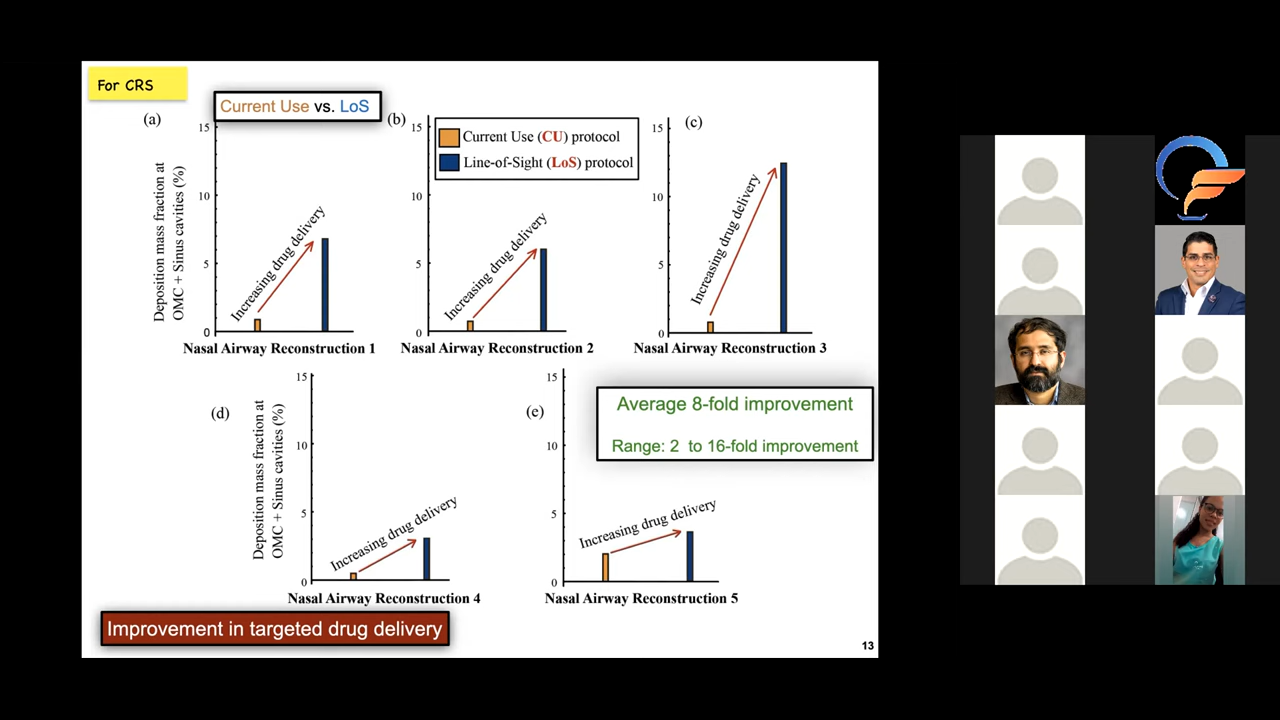 For CRS
Current Use vs. LoS
(a)
15
10
5
0
Deposition mass fraction at
OMC + Sinus cavities (%)
Increasing drug delivery
Nasal Airway Reconstruction 1
(b)
15
10
5
0
Current Use (CU) protocol
Line-of-Sight (LoS) protocol
Increasing drug delivery
Nasal Airway Reconstruction 2
(c)
15
10
5
0
Increasing drug delivery
Nasal Airway Reconstruction 3
(d)
15
10
5
0
Deposition mass fraction at
OMC + Sinus cavities (%)
Increasing drug delivery
Nasal Airway Reconstruction 4
(e)
15
10
5
0
Increasing drug delivery
Nasal Airway Reconstruction 5
Average 8-fold improvement
Range: 2 to 16-fold improvement
Improvement in targeted drug delivery
13